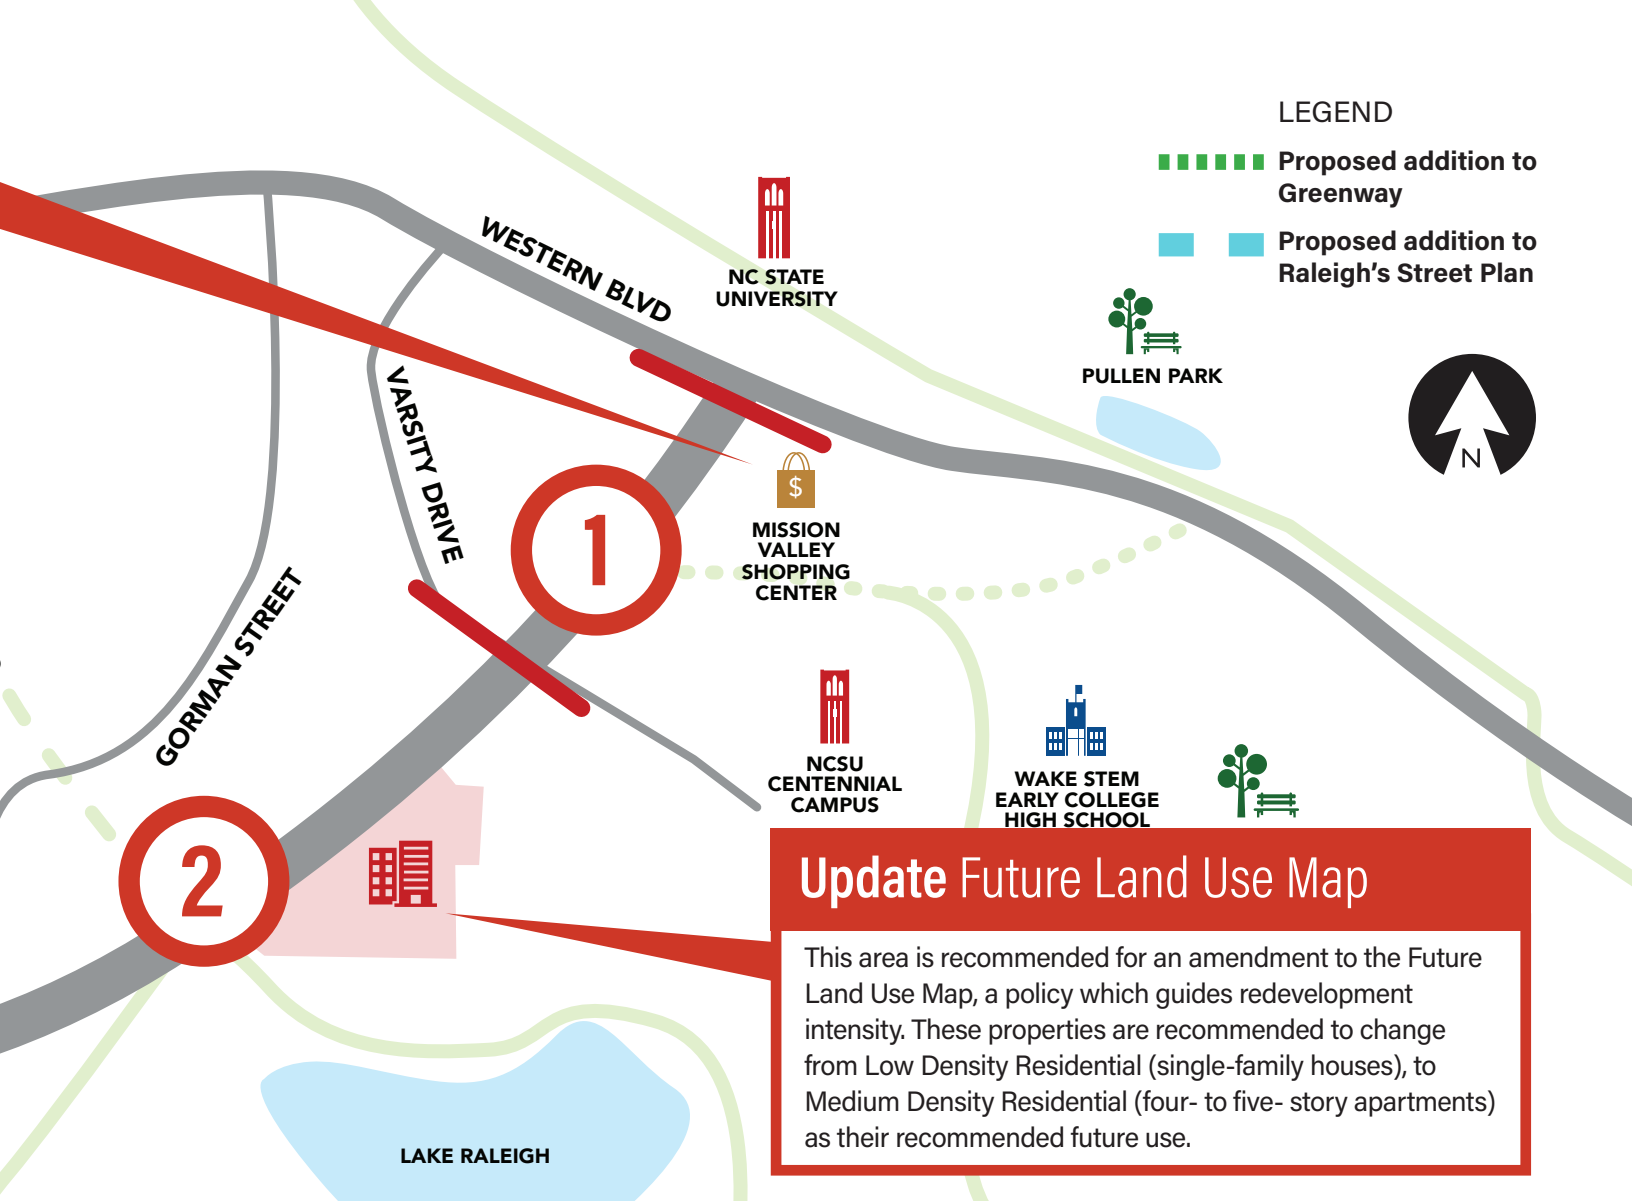 LEGEND
Proposed addition to
Greenway
Proposed addition to
Raleigh's Street Plan
N
WESTERN BLVD
NC STATE
UNIVERSITY
PULLEN PARK
VARSITY DRIVE
$
MISSION
VALLEY
SHOPPING
CENTER
1
GORMAN STREET
NCSU
CENTENNIAL
CAMPUS
WAKE STEM
EARLY COLLEGE
HIGH SCHOOL
2
Update Future Land Use Map
This area is recommended for an amendment to the Future
Land Use Map, a policy which guides redevelopment
intensity. These properties are recommended to change
from Low Density Residential (single-family houses), to
Medium Density Residential (four- to five- story apartments)
as their recommended future use.
LAKE RALEIGH